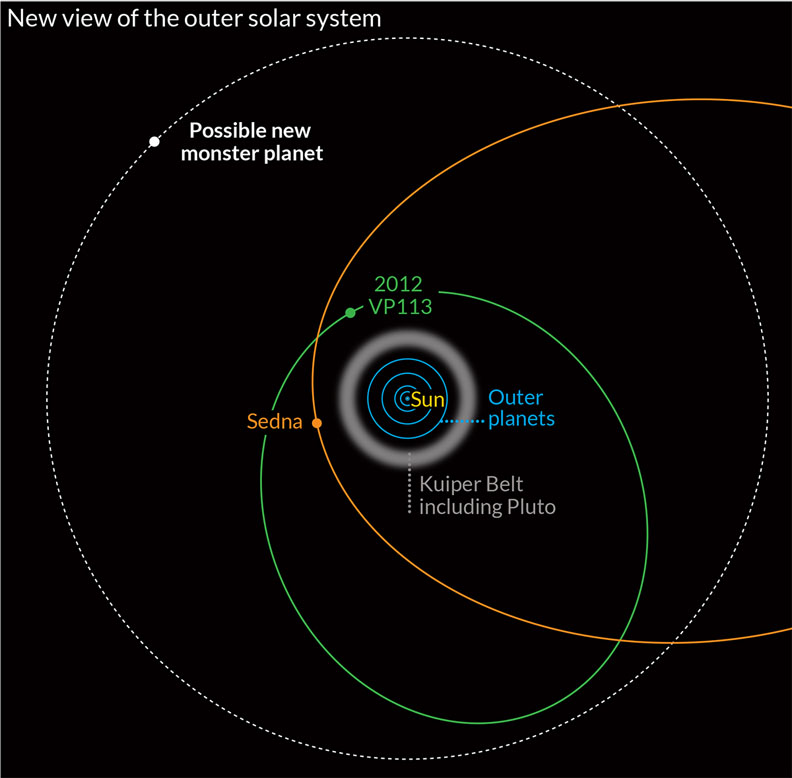 New view of the outer solar system
Possible new
monster planet
2012
VP113
Sun
Outer
planets
Sedna
Kuiper Belt
including Pluto